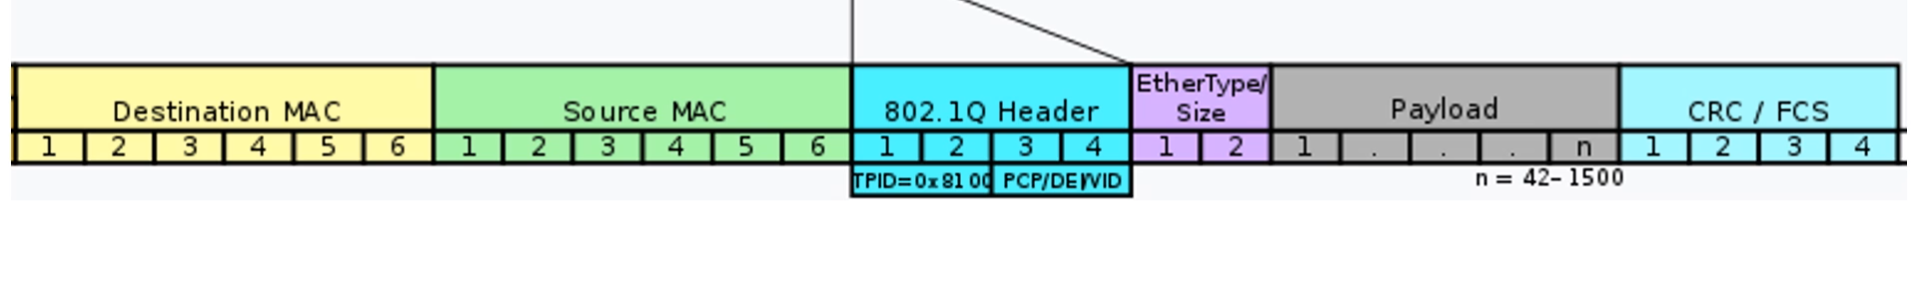 Destination MAC
Source MAC
802.1Q Header
EtherType/
Size
Payload
CRC / FCS
1 2 3 4 5 6 1 2 3 4 5 6 1 2 3 4 1 2 1 . . . n 1 2 3 4
TPID=0x8100 PCP/DEI/VID
n = 42–1500